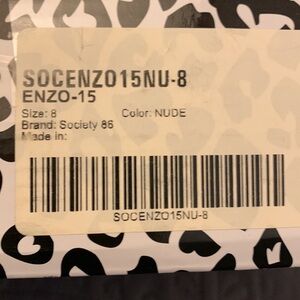 SOCENZO15NU-8
ENZO-15
Size: 8 Color: NUDE
Brand: Society 86
Made in:
SOCENZO15NU-8